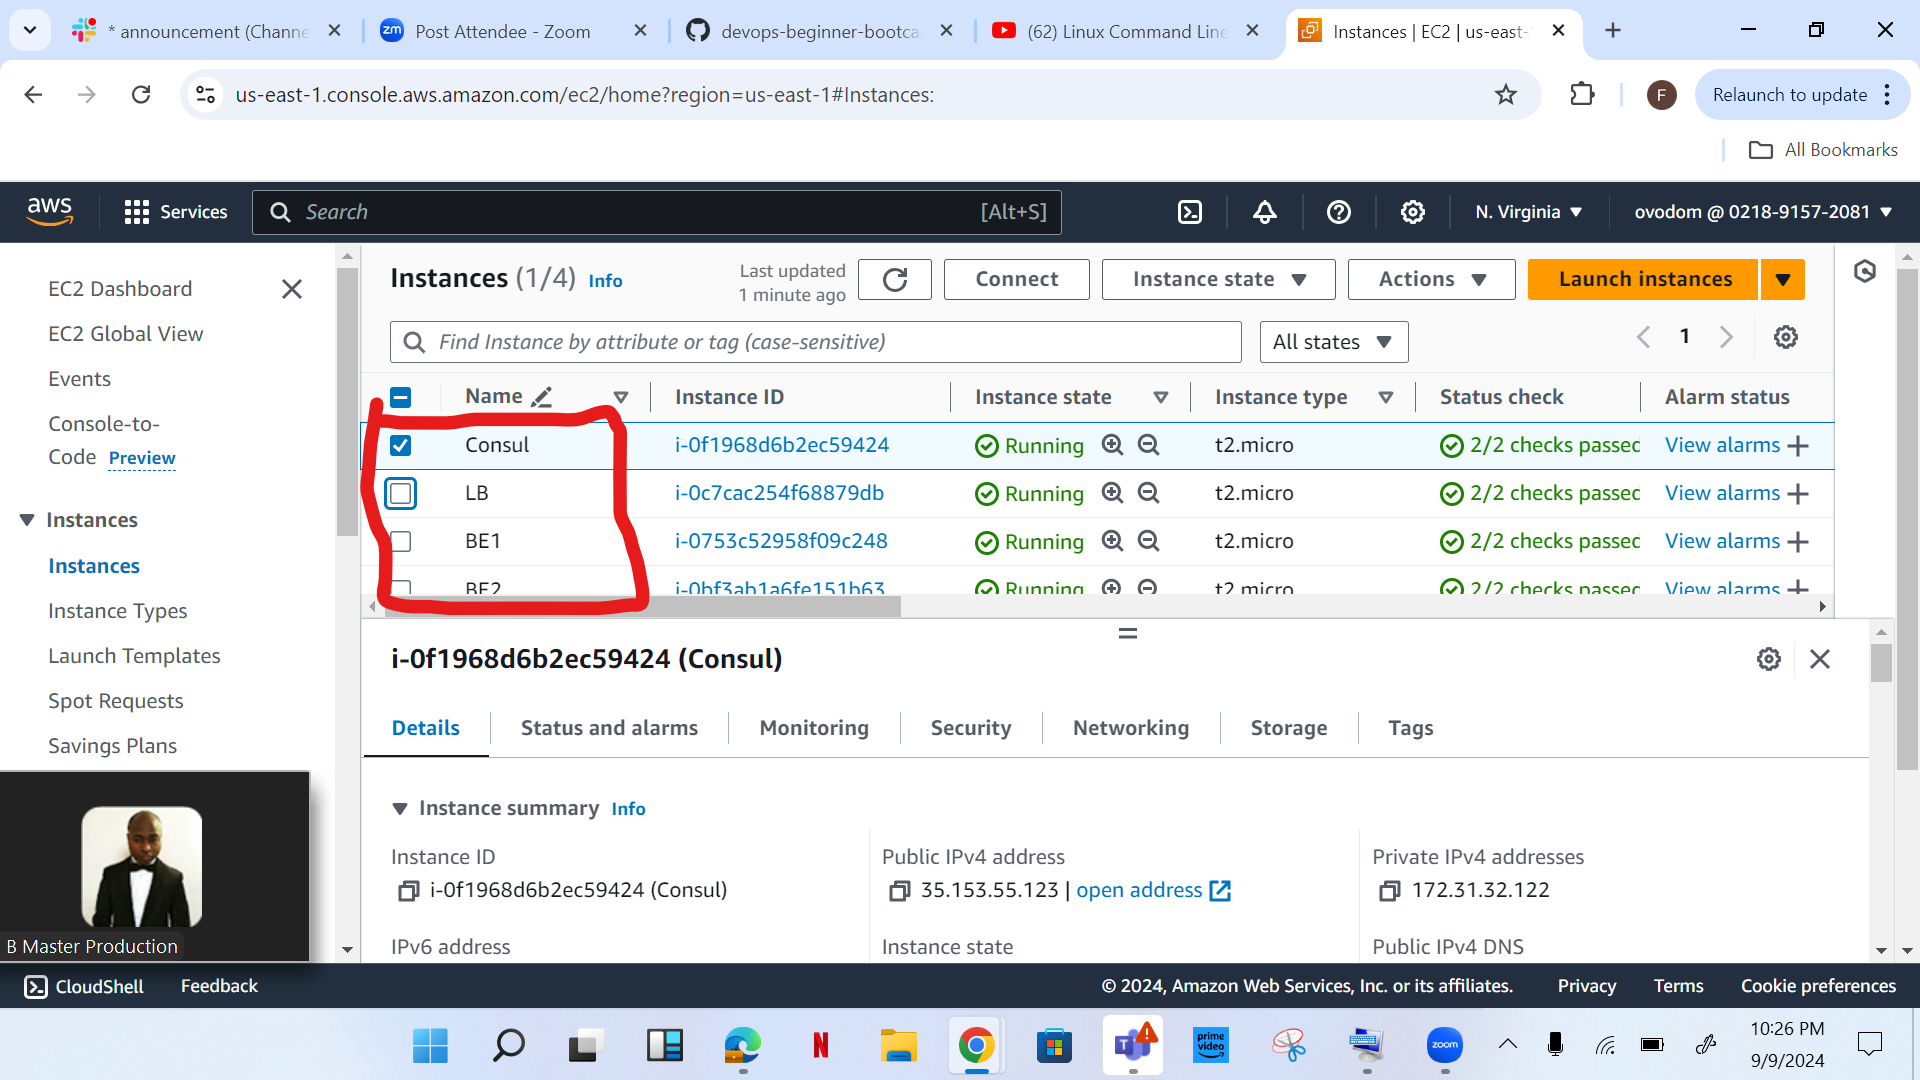 * announcement (Channe
zm Post Attendee - Zoom
devops-beginner-bootca
(62) Linux Command Line
Instances | EC2 | us-east-
us-east-1.console.aws.amazon.com/ec2/home?region=us-east-1#Instances:
F
Relaunch to update
All Bookmarks
aws
Services
Search
[Alt+S]
N. Virginia
ovodom @ 0218-9157-2081
EC2 Dashboard
EC2 Global View
Events
Console-to-
Code Preview
Instances
Instances
Instance Types
Launch Templates
Spot Requests
Savings Plans
B Master Production
Instances (1/4) Info
Last updated
1 minute ago
Connect
Instance state
Actions
Launch instances
Find Instance by attribute or tag (case-sensitive)
All states
1
Name Instance ID Instance state Instance type Status check Alarm status
Consul i-0f1968d6b2ec59424 Running t2.micro 2/2 checks passed View alarms +
LB i-0c7cac254f68879db Running t2.micro 2/2 checks passed View alarms +
BE1 i-0753c52958f09c248 Running t2.micro 2/2 checks passed View alarms +
BE2 i-0bf3ab1a6fe151b63 Running t2.micro 2/2 checks passed View alarms +
i-0f1968d6b2ec59424 (Consul)
Details
Status and alarms
Monitoring
Security
Networking
Storage
Tags
Instance summary Info
Instance ID
i-0f1968d6b2ec59424 (Consul)
Public IPv4 address
35.153.55.123 | open address
Private IPv4 addresses
172.31.32.122
IPv6 address
Instance state
Public IPv4 DNS
CloudShell
Feedback
© 2024, Amazon Web Services, Inc. or its affiliates.
Privacy
Terms
Cookie preferences
N
prime video
zoom
10:26 PM
9/9/2024